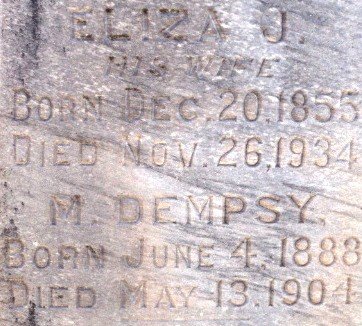 ELIZA J.
HIS WIFE
BORN DEC. 20, 1855
DIED NOV. 26, 1934
M. DEMPSY,
BORN JUNE 4, 1888
DIED MAY 13, 1904